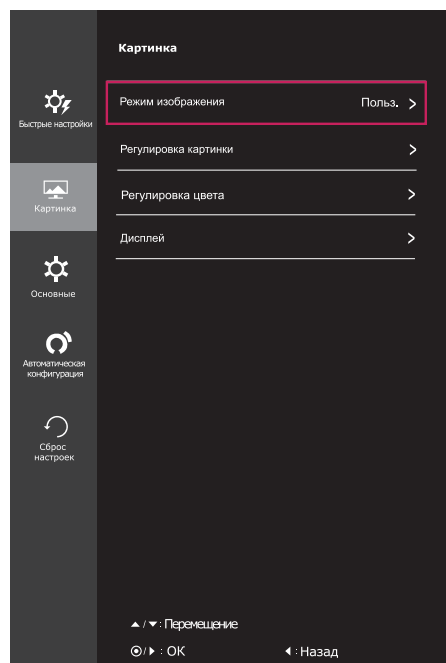 Картинка
Быстрые настройки
Режим изображения Польз. >
Регулировка картинки >
Картинка
Регулировка цвета >
Дисплей >
Основные
Автоматическая
конфигурация
Сброс
настроек
▲ / ▼ : Перемещение
◉/▶ : OK ◀ : Назад